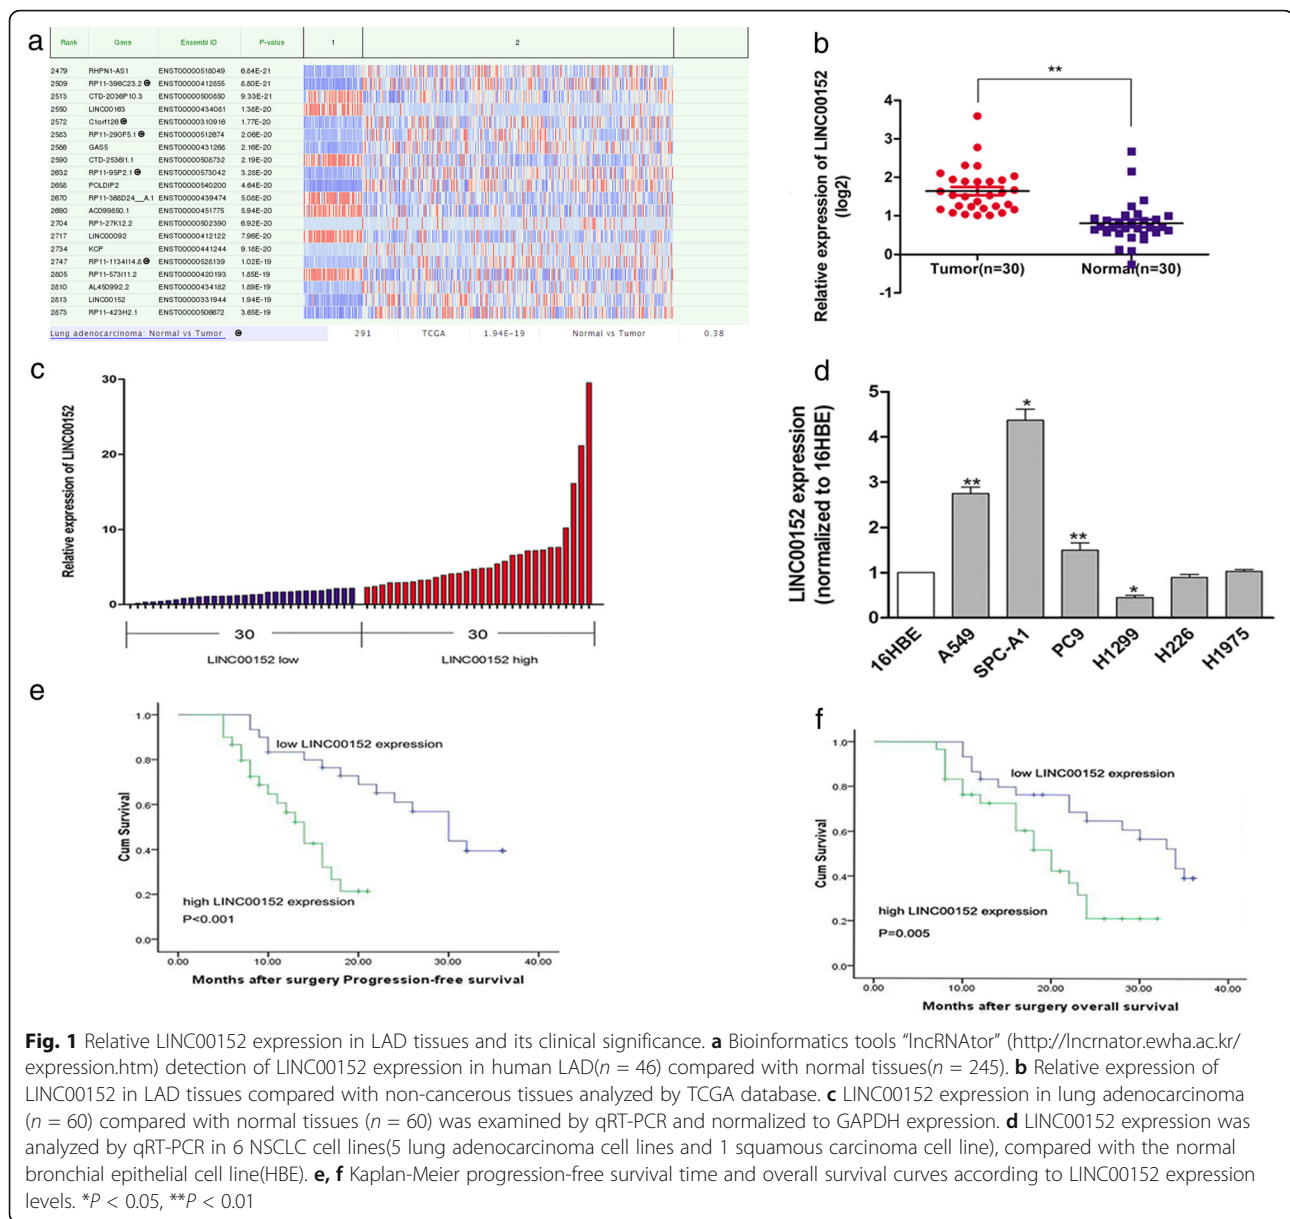 a
Rank Gene Ensembl ID P-value 1 2
2479 RHPN1-AS1 ENST00000518049 6.84E-21
2509 RP11-396C23.2 C ENST00000412855 8.80E-21
2513 CTD-2036P10.3 ENST00000500850 9.33E-21
2550 LINC00163 ENST00000434081 1.38E-20
2572 C1orf126 C ENST00000310916 1.77E-20
2583 RP11-290F5.1 C ENST00000512674 2.06E-20
2588 GAS5 ENST00000431268 2.16E-20
2590 CTD-2536I1.1 ENST00000508732 2.19E-20
2632 RP11-95P2.1 C ENST00000573042 3.28E-20
2658 POLDIP2 ENST00000540200 4.64E-20
2670 RP11-368D24__A.1 ENST00000439474 5.08E-20
2690 AC099850.1 ENST00000451775 5.94E-20
2704 RP1-27K12.2 ENST00000502390 6.92E-20
2717 LINC00092 ENST00000412122 7.96E-20
2734 KCP ENST00000441244 9.18E-20
2747 RP11-1134I14.8 C ENST00000528139 1.02E-19
2805 RP11-573I11.2 ENST00000420193 1.85E-19
2810 AL450992.2 ENST00000434182 1.89E-19
2813 LINC00152 ENST00000331944 1.94E-19
2873 RP11-423H2.1 ENST00000506672 3.65E-19
Lung adenocarcinoma: Normal vs Tumor C 291 TCGA 1.94E-19 Normal vs Tumor 0.38
b
Relative expression of LINC00152
(log2)
**
4
3
2
1
0
-1
Tumor(n=30) Normal(n=30)
c
Relative expression of LINC00152
30
20
10
0
30 30
LINC00152 low LINC00152 high
d
LINC00152 expression
(normalized to 16HBE)
5
4
3
2
1
0
** * ** *
16HBE A549 SPC-A1 PC9 H1299 H226 H1975
e
Cum Survival
1.0
0.8
0.6
0.4
0.2
0.0
low LINC00152 expression
high LINC00152 expression
P<0.001
0.00 10.00 20.00 30.00 40.00
Months after surgery Progression-free survival
f
Cum Survival
1.0
0.8
0.6
0.4
0.2
0.0
low LINC00152 expression
high LINC00152 expression
P=0.005
0.00 10.00 20.00 30.00 40.00
Months after surgery overall survival
Fig. 1 Relative LINC00152 expression in LAD tissues and its clinical significance. a Bioinformatics tools “lncRNAtor” (http://lncrnator.ewha.ac.kr/
expression.htm) detection of LINC00152 expression in human LAD(n = 46) compared with normal tissues(n = 245). b Relative expression of
LINC00152 in LAD tissues compared with non-cancerous tissues analyzed by TCGA database. c LINC00152 expression in lung adenocarcinoma
(n = 60) compared with normal tissues (n = 60) was examined by qRT-PCR and normalized to GAPDH expression. d LINC00152 expression was
analyzed by qRT-PCR in 6 NSCLC cell lines(5 lung adenocarcinoma cell lines and 1 squamous carcinoma cell line), compared with the normal
bronchial epithelial cell line(HBE). e, f Kaplan-Meier progression-free survival time and overall survival curves according to LINC00152 expression
levels. *P < 0.05, **P < 0.01